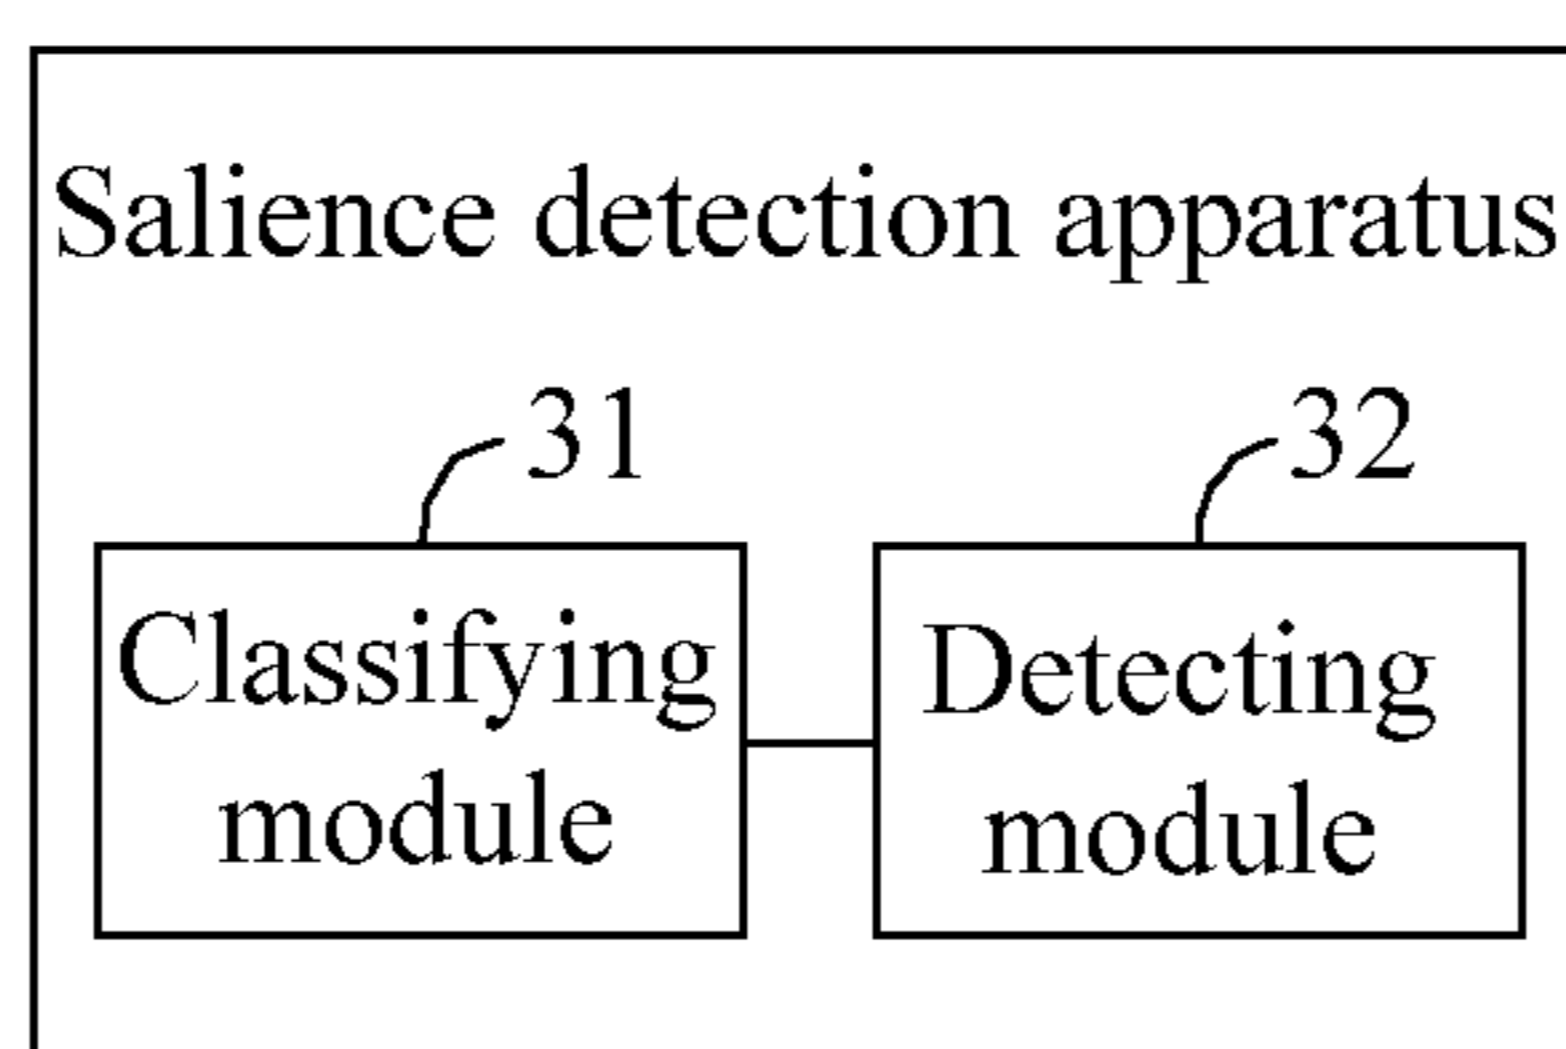 Salience detection apparatus
31
32
Classifying
module
Detecting
module